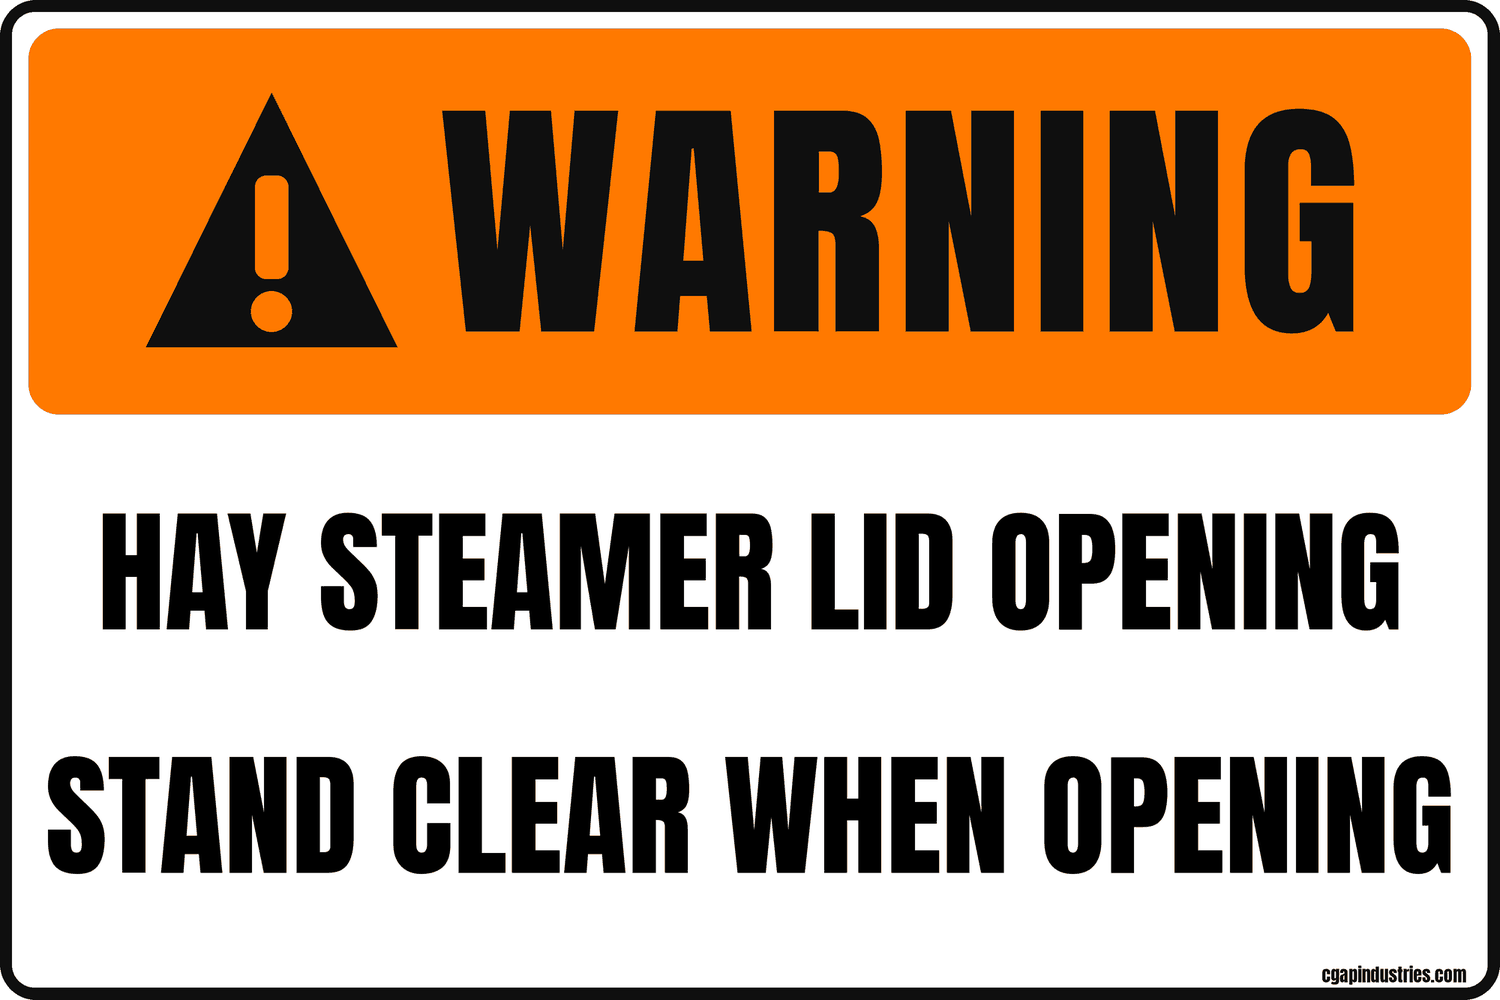 WARNING
HAY STEAMER LID OPENING
STAND CLEAR WHEN OPENING
cgapindustries.com